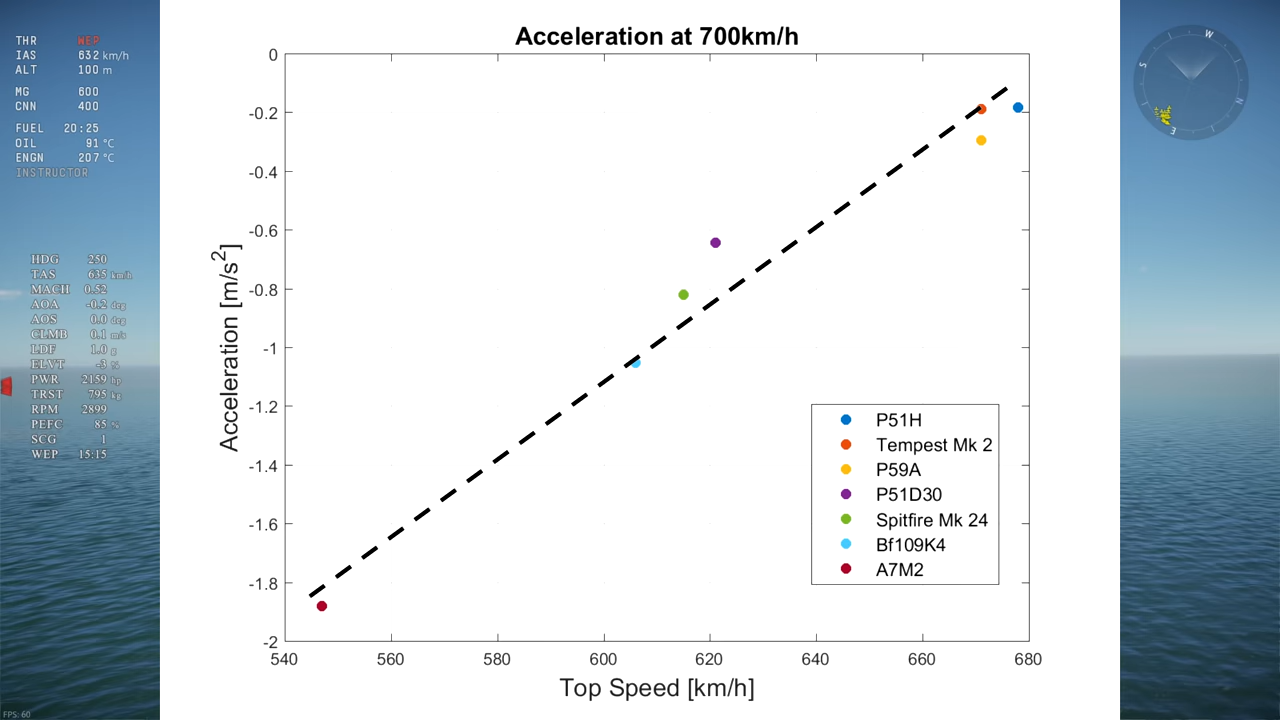 THR WEP
IAS 632 km/h
ALT 100 m
MG 600
CNN 400
FUEL 20:25
OIL 91 °C
ENGN 207 °C
INSTRUCTOR
HDG 250
TAS 635 km/h
MACH 0.52
AOA -0.2 deg
AOS 0.0 deg
CLMB 0.1 m/s
LDF 1.0 g
ELVT -3 %
PWR 2159 hp
TRST 795 kg
RPM 2899
PEFC 85 %
SCG 1
WEP 15:15
FPS: 60
Acceleration at 700km/h
0
-0.2
-0.4
-0.6
-0.8
-1
-1.2
-1.4
-1.6
-1.8
-2
Acceleration [m/s²]
540 560 580 600 620 640 660 680
Top Speed [km/h]
P51H
Tempest Mk 2
P59A
P51D30
Spitfire Mk 24
Bf109K4
A7M2
W
S
N
E